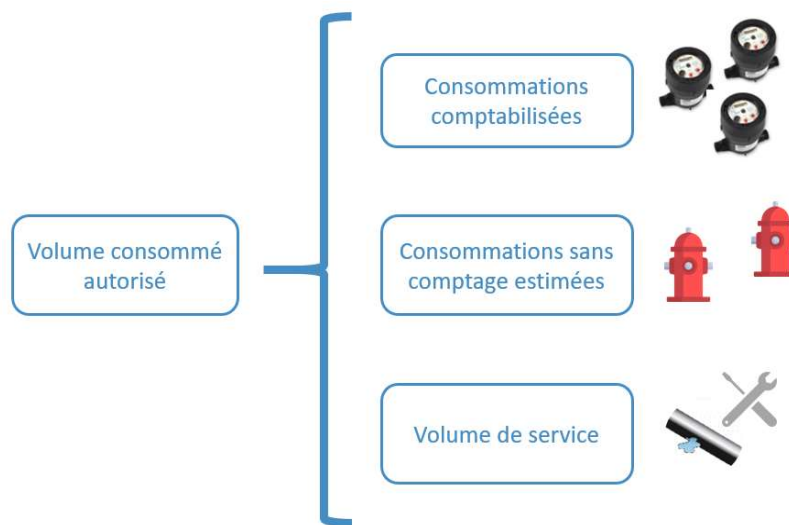 Consommations
comptabilisées
Volume consommé
autorisé
Consommations sans
comptage estimées
Volume de service